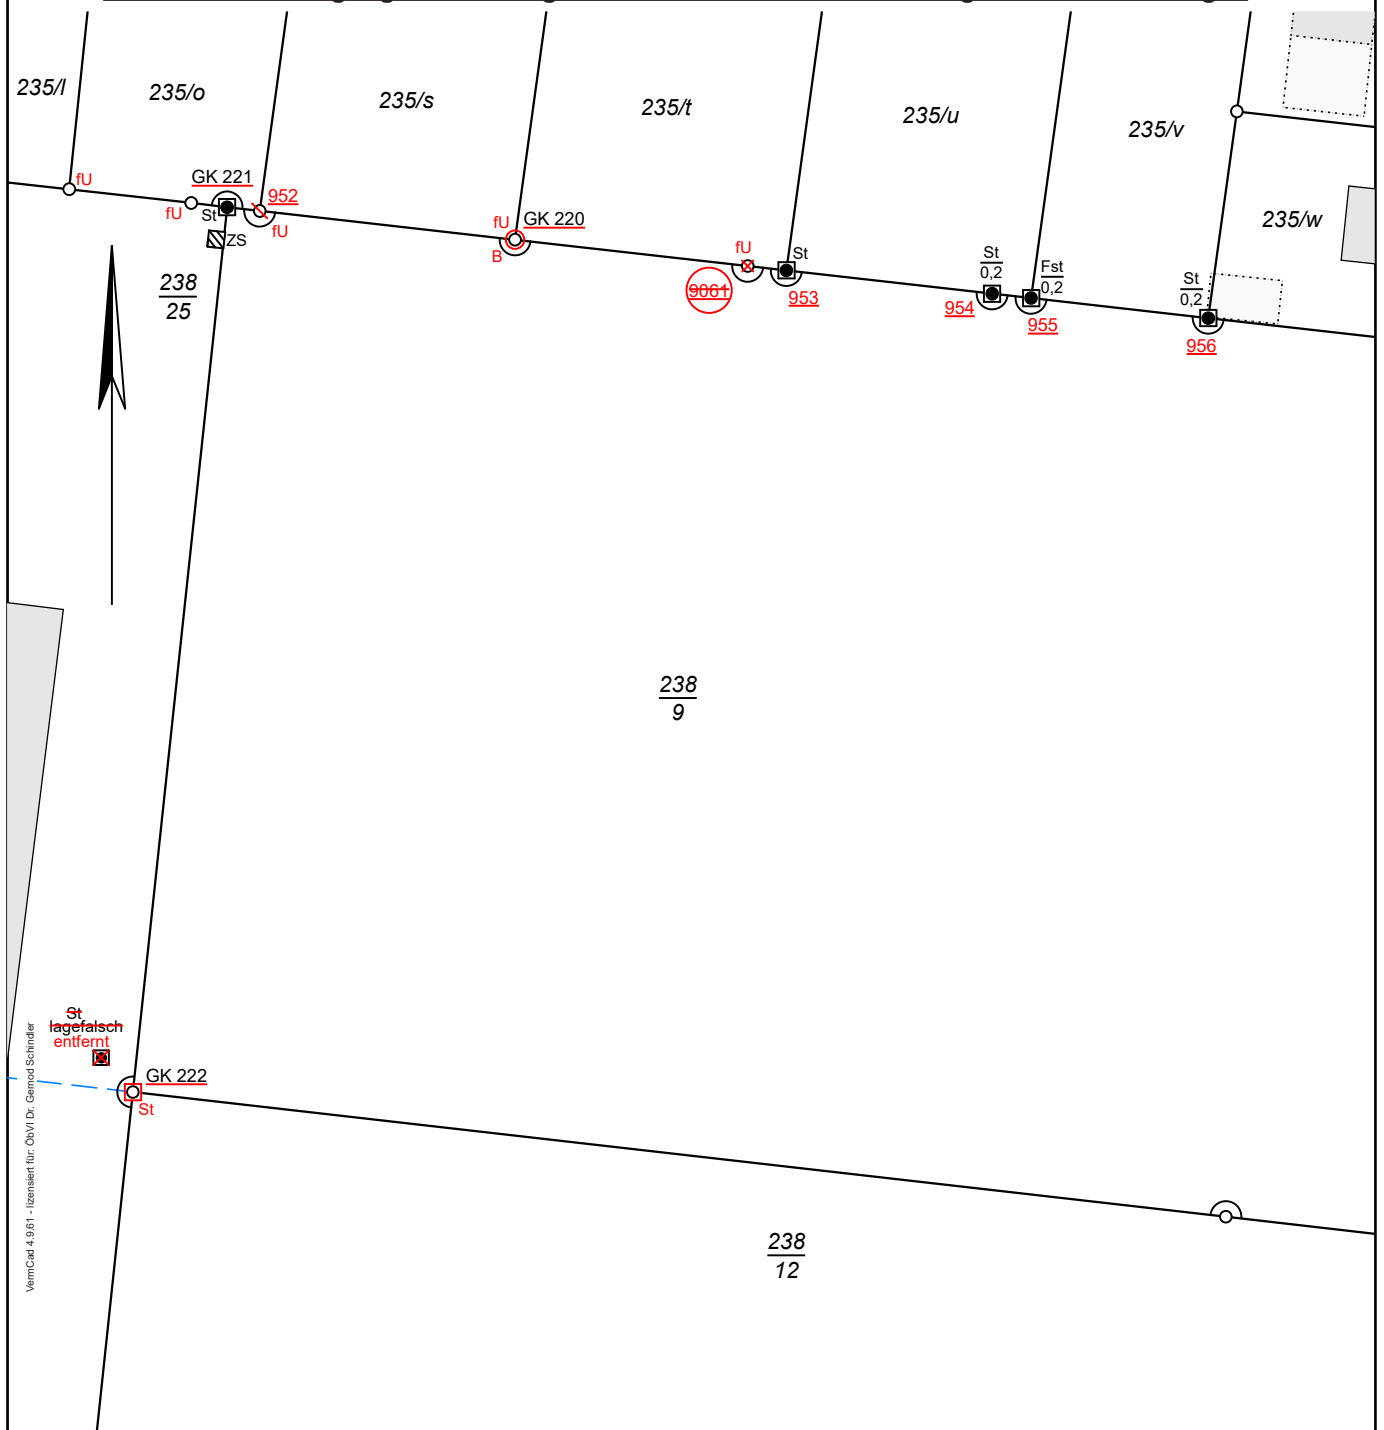 235/l
235/o
235/s
235/t
235/u
235/v
235/w
fU
GK 221
fU
St
952
fU
ZS
fU
GK 220
B
fU
St
9061
953
St
0,2
Fst
0,2
954
955
St
0,2
956
238
25
238
9
St
lagefalsch
entfernt
GK 222
St
238
12
VermCad 4.9.61 - lizensiert für: ÖbVI Dr. Gernod Schindler